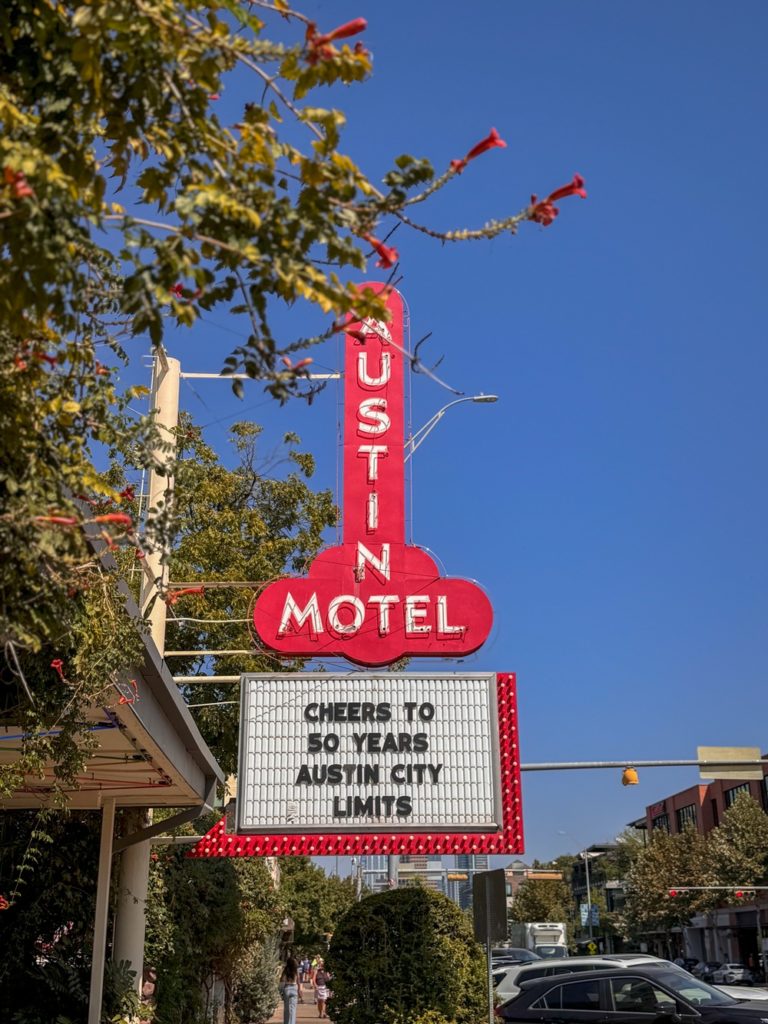 AUSTIN
MOTEL
CHEERS TO
50 YEARS
AUSTIN CITY
LIMITS